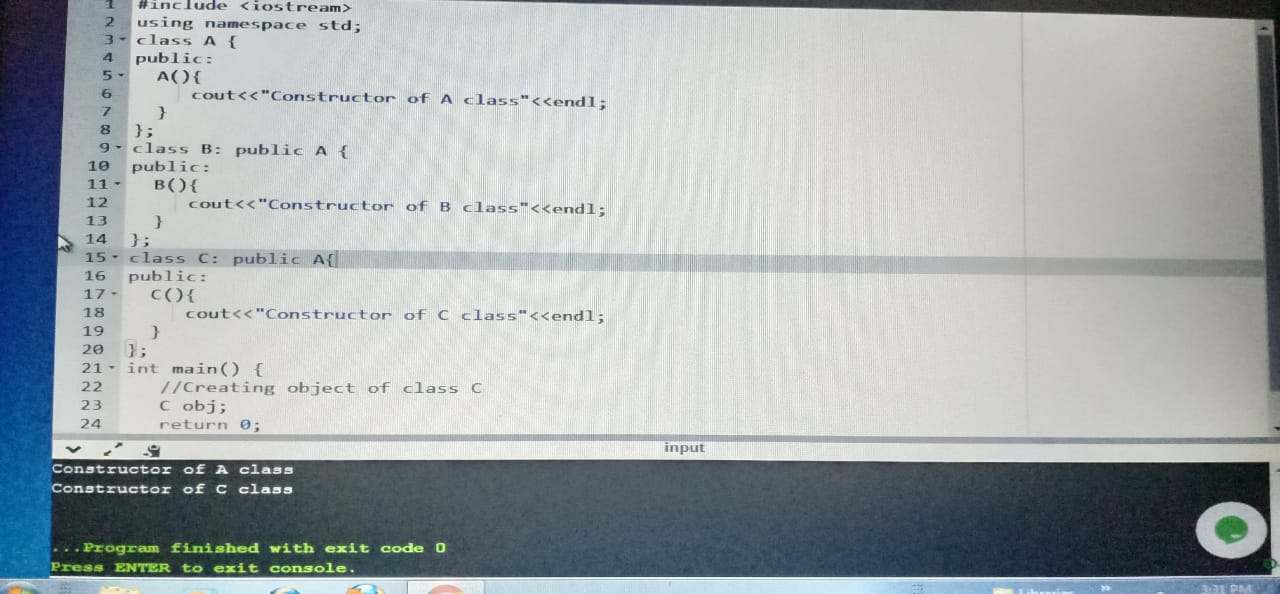 1 #include <iostream>
2 using namespace std;
3 class A {
4 public:
5 A(){
6 cout<<"Constructor of A class"<<endl;
7 }
8 };
9 class B: public A {
10 public:
11 B(){
12 cout<<"Constructor of B class"<<endl;
13 }
14 };
15 class C: public A{
16 public:
17 C(){
18 cout<<"Constructor of C class"<<endl;
19 }
20 };
21 int main() {
22 //Creating object of class C
23 C obj;
24 return 0;
input
Constructor of A class
Constructor of C class
...Program finished with exit code 0
Press ENTER to exit console.
Libraries
3:31 PM